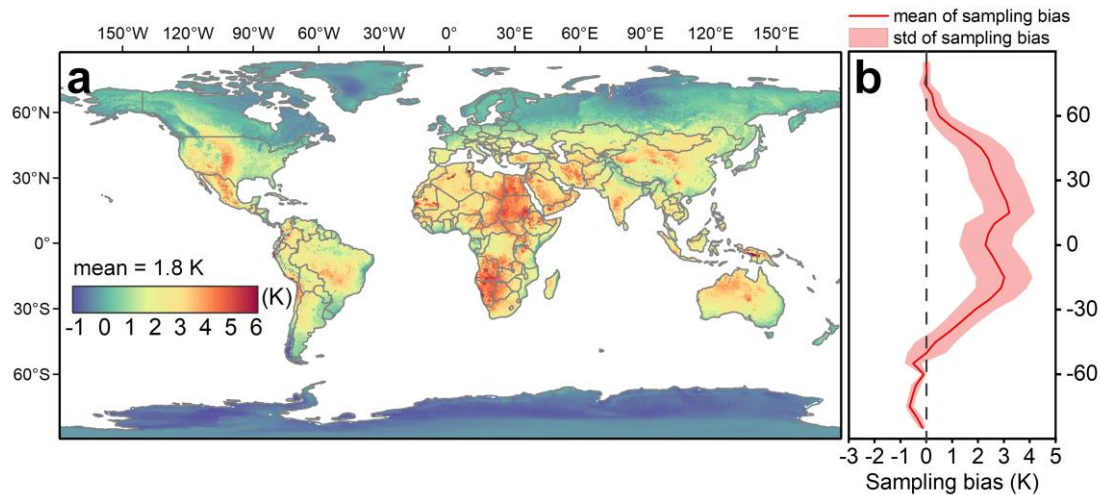 mean of sampling bias
std of sampling bias
150°W 120°W 90°W 60°W 30°W 0° 30°E 60°E 90°E 120°E 150°E
a
b
60°N
30°N
0°
30°S
60°S
mean = 1.8 K
(K)
-1 0 1 2 3 4 5 6
60
30
0
-30
-60
-3 -2 -1 0 1 2 3 4 5
Sampling bias (K)